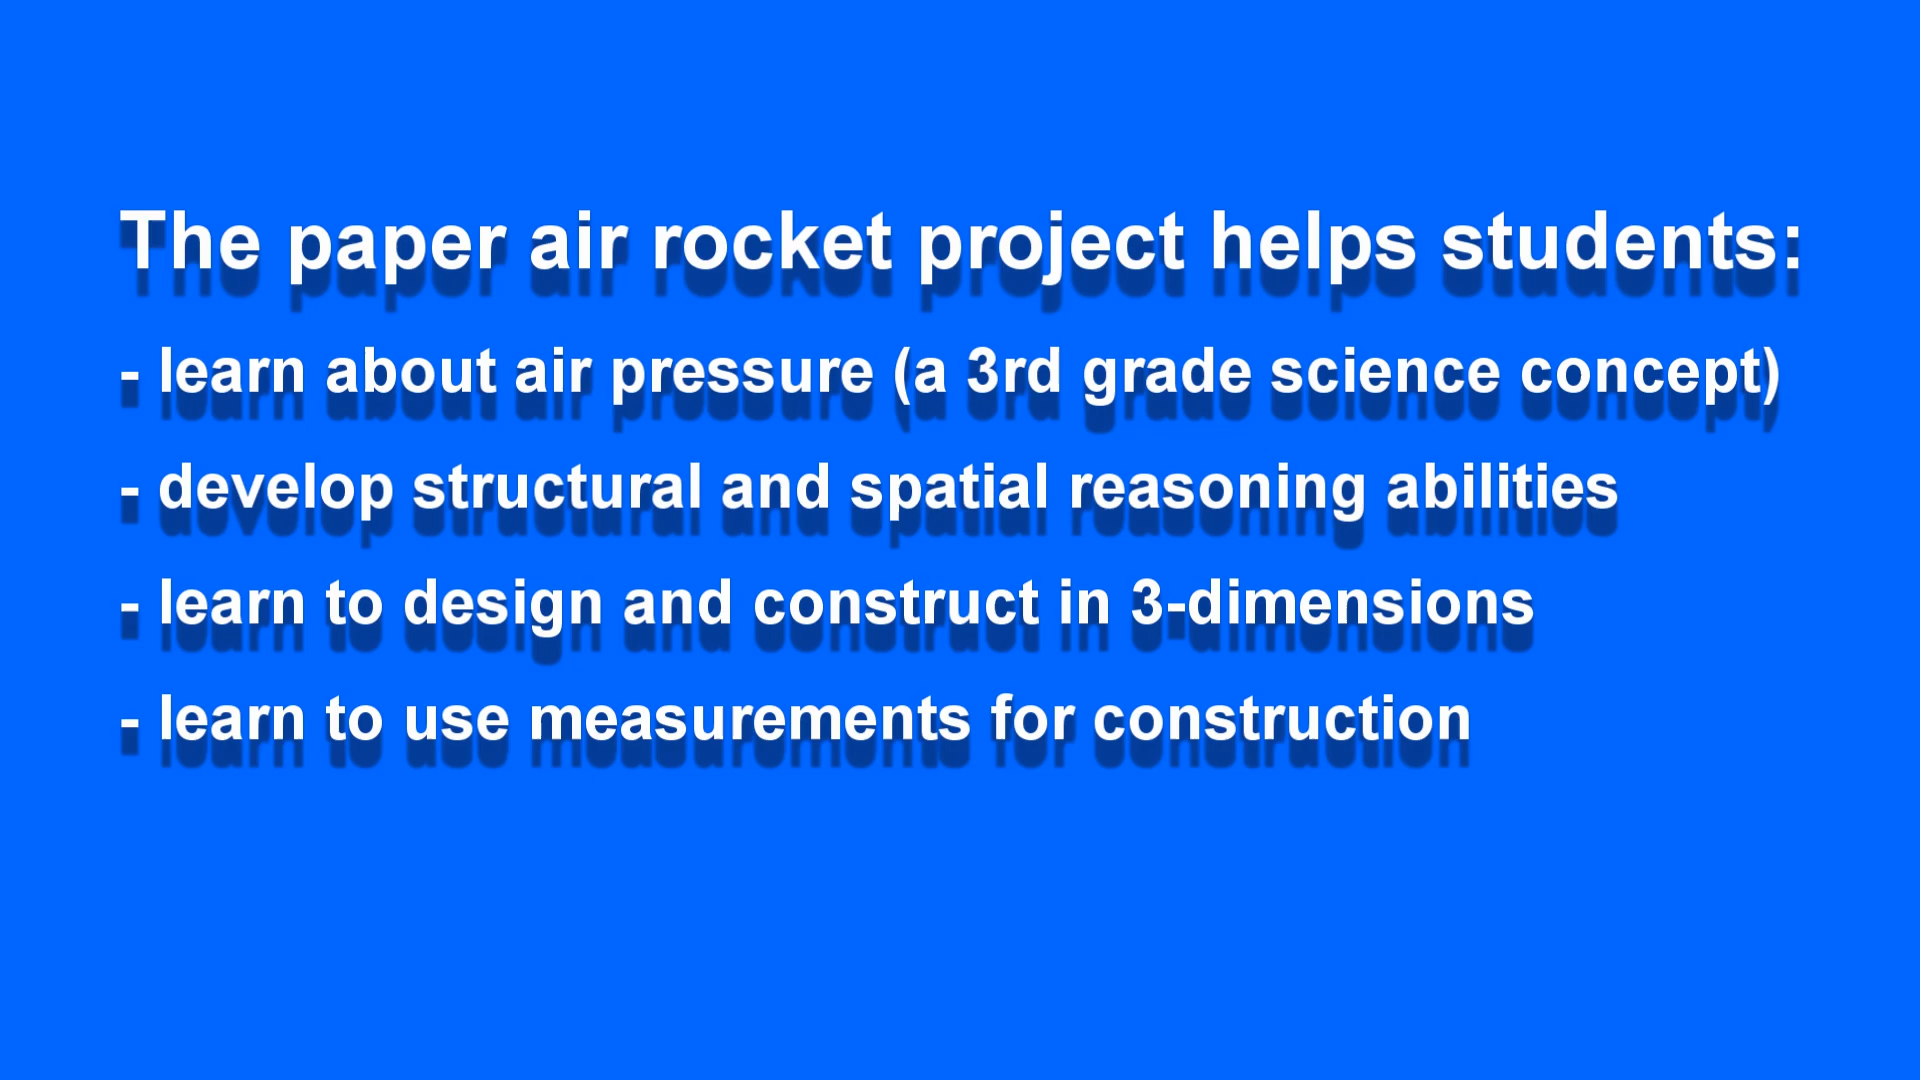 The paper air rocket project helps students:
- learn about air pressure (a 3rd grade science concept)
- develop structural and spatial reasoning abilities
- learn to design and construct in 3-dimensions
- learn to use measurements for construction